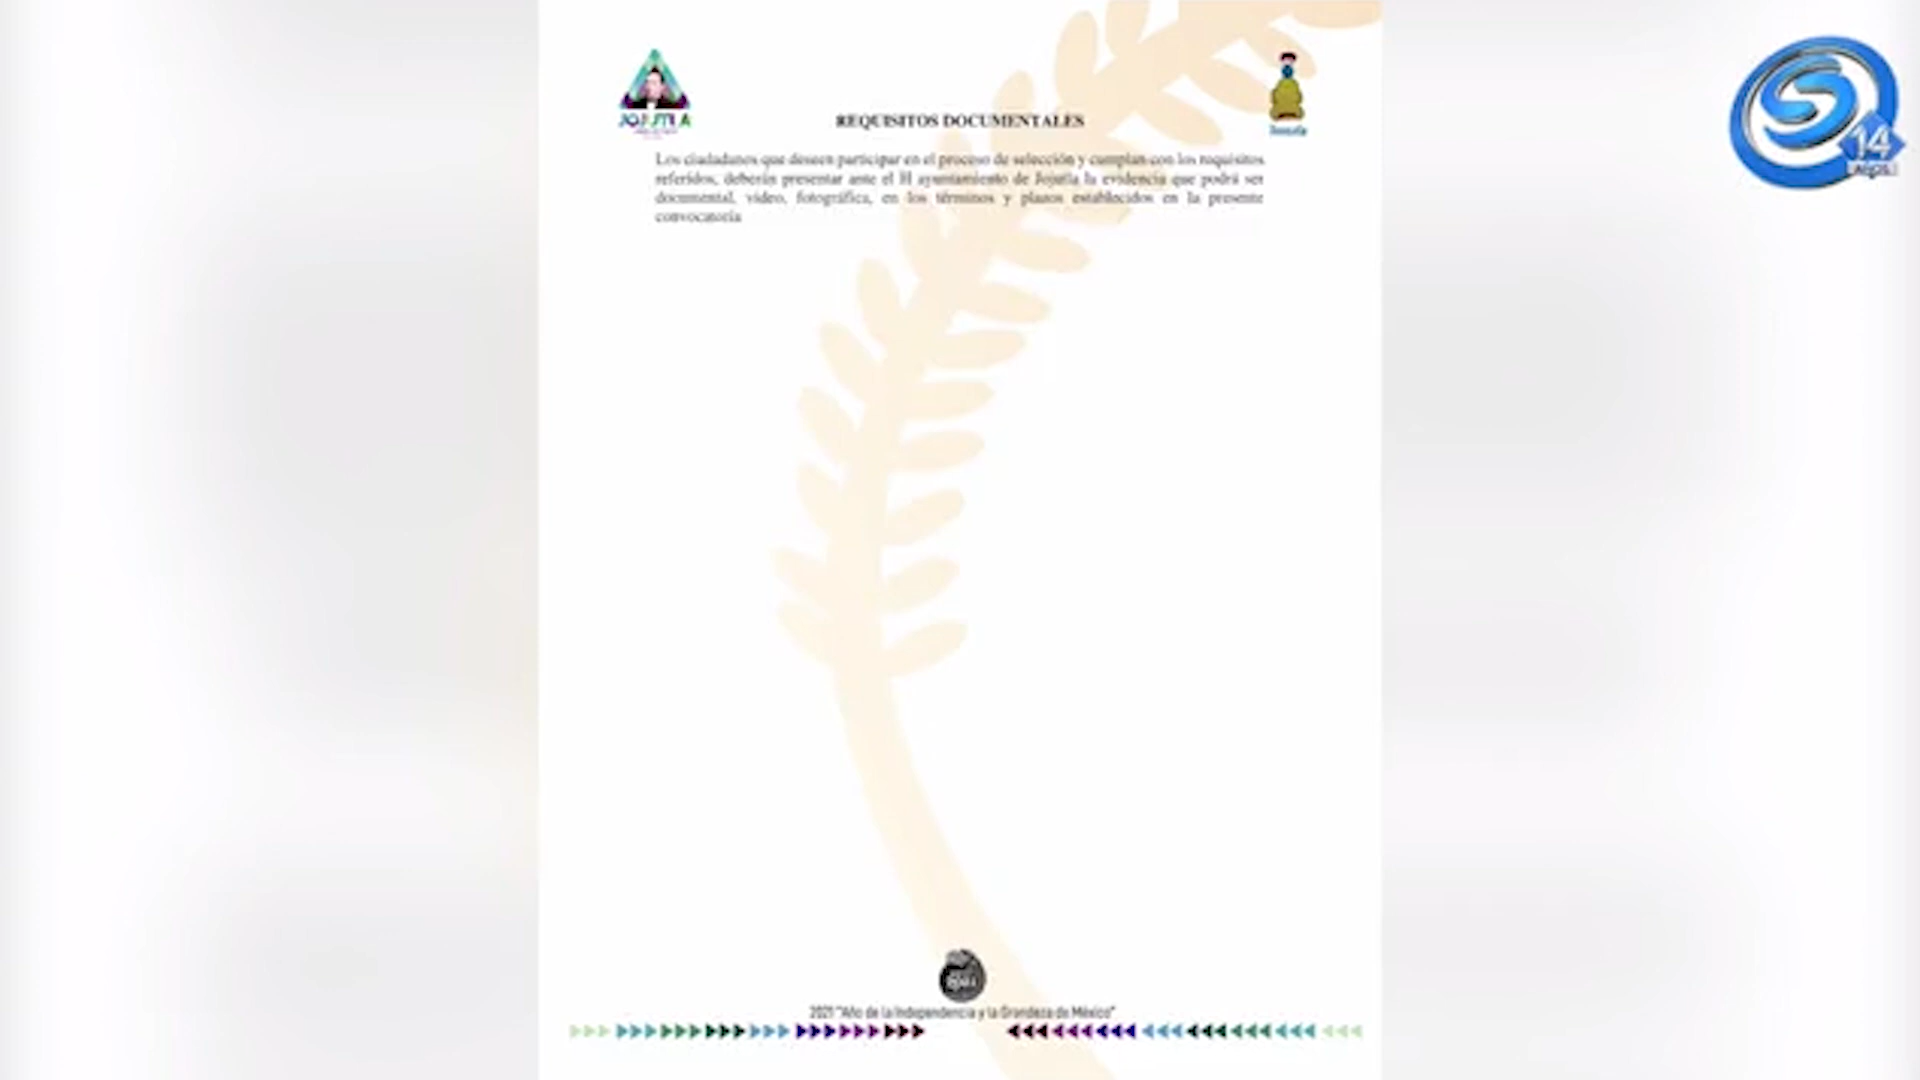 JOJUTLA
REQUISITOS DOCUMENTALES
Los ciudadanos que deseen participar en el proceso de selección y cumplan con los requisitos
referidos, deberán presentar ante el H ayuntamiento de Jojutla la evidencia que podrá ser
documental, video, fotográfica, en los términos y plazos establecidos en la presente
convocatoria
S
14
2021 "Año de la Independencia y la Grandeza de México"